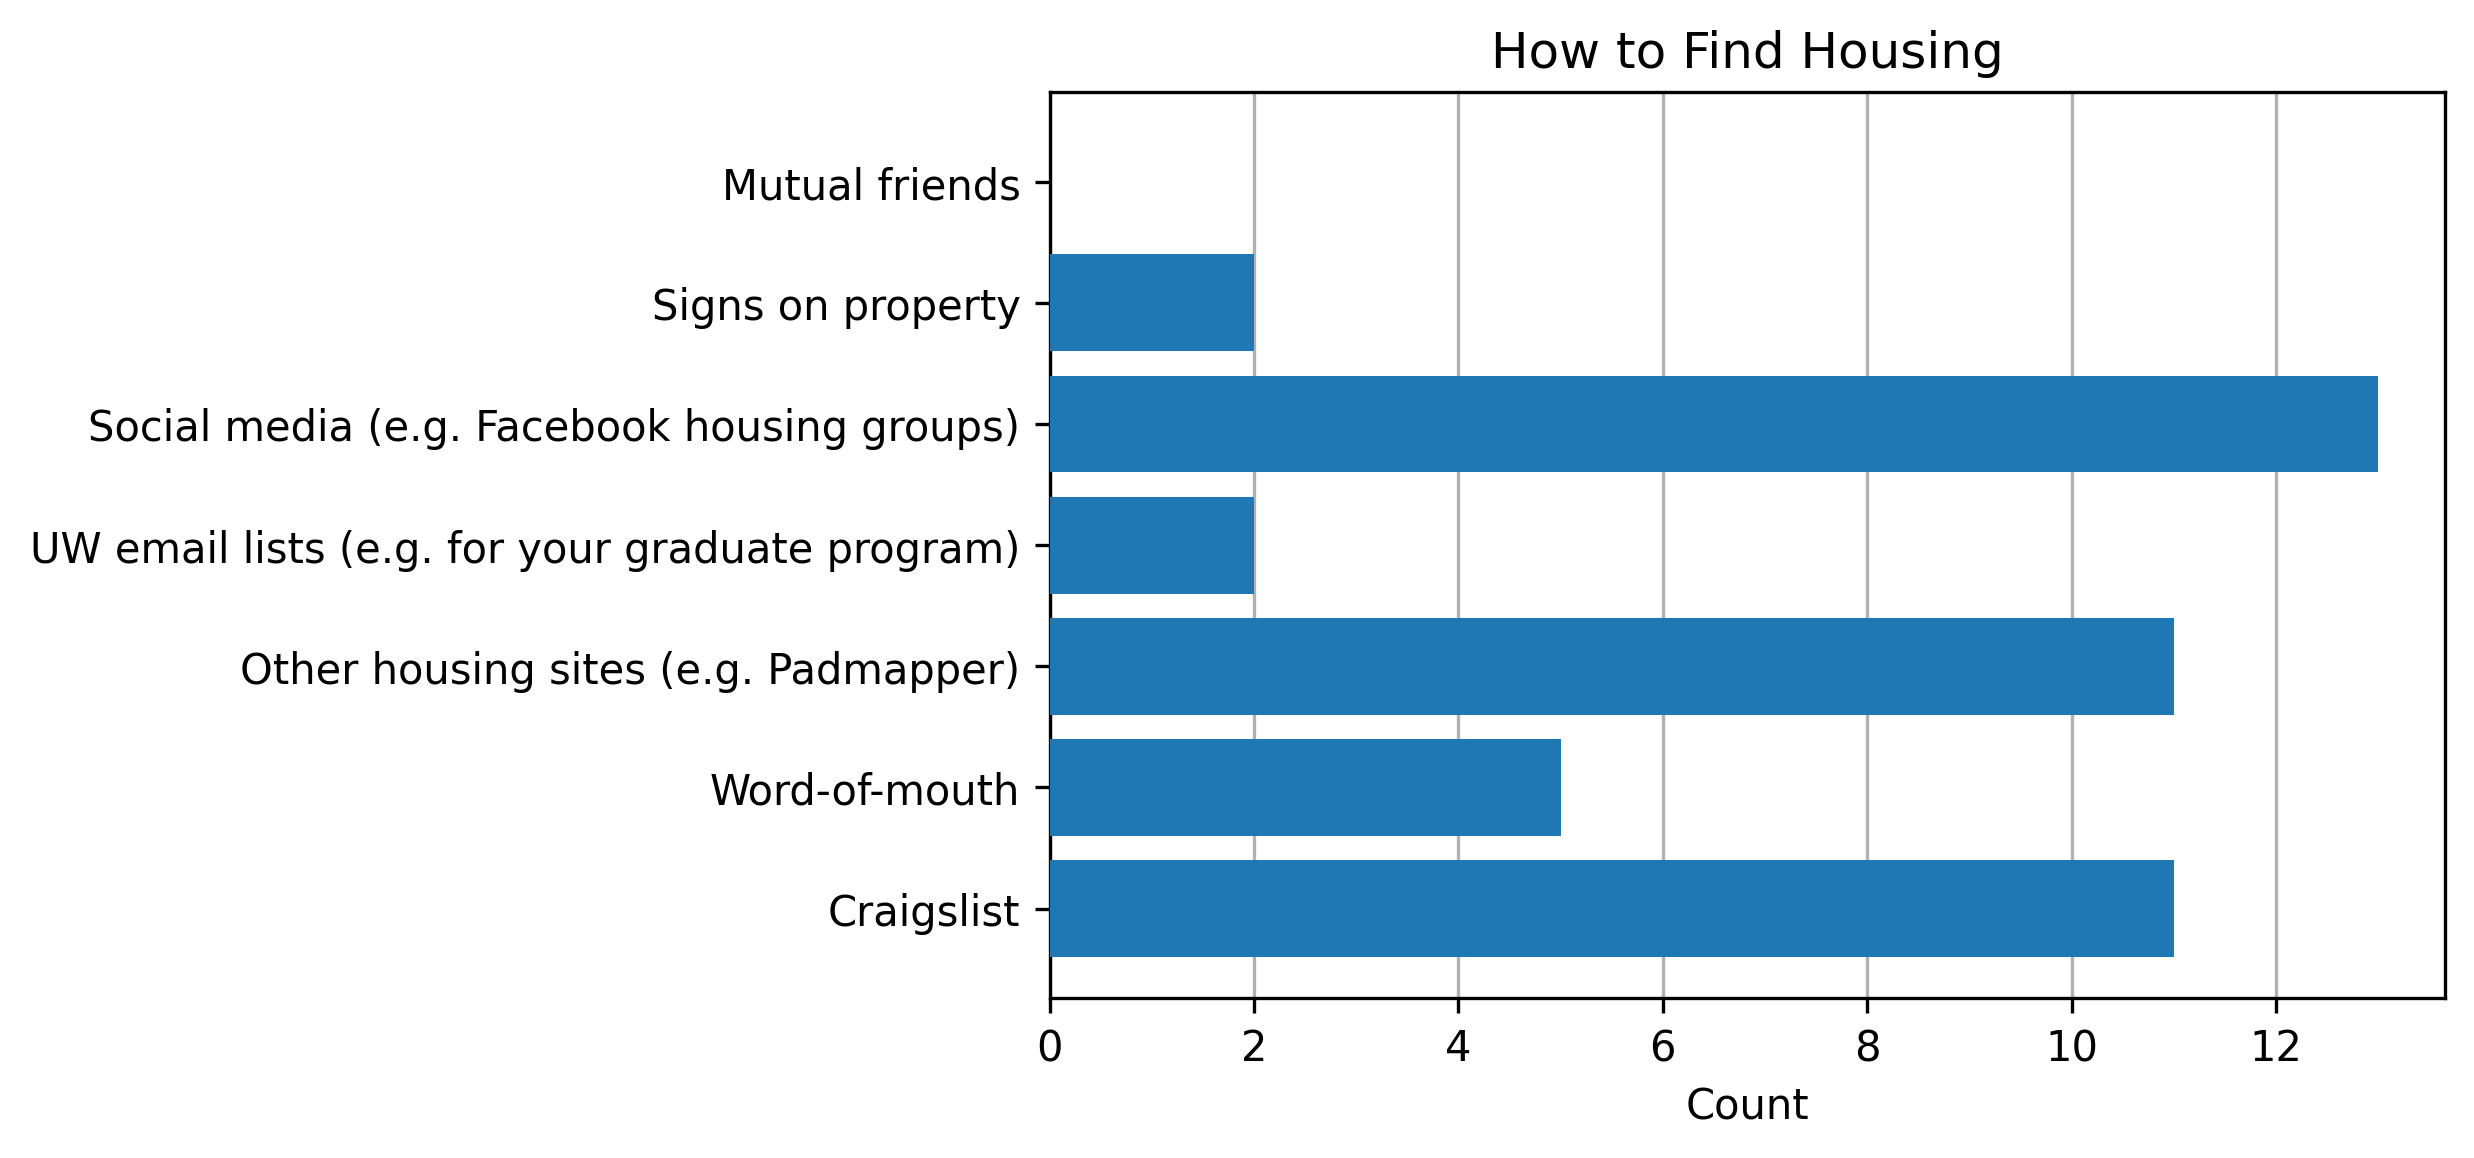 How to Find Housing
Mutual friends
Signs on property
Social media (e.g. Facebook housing groups)
UW email lists (e.g. for your graduate program)
Other housing sites (e.g. Padmapper)
Word-of-mouth
Craigslist
0 2 4 6 8 10 12
Count